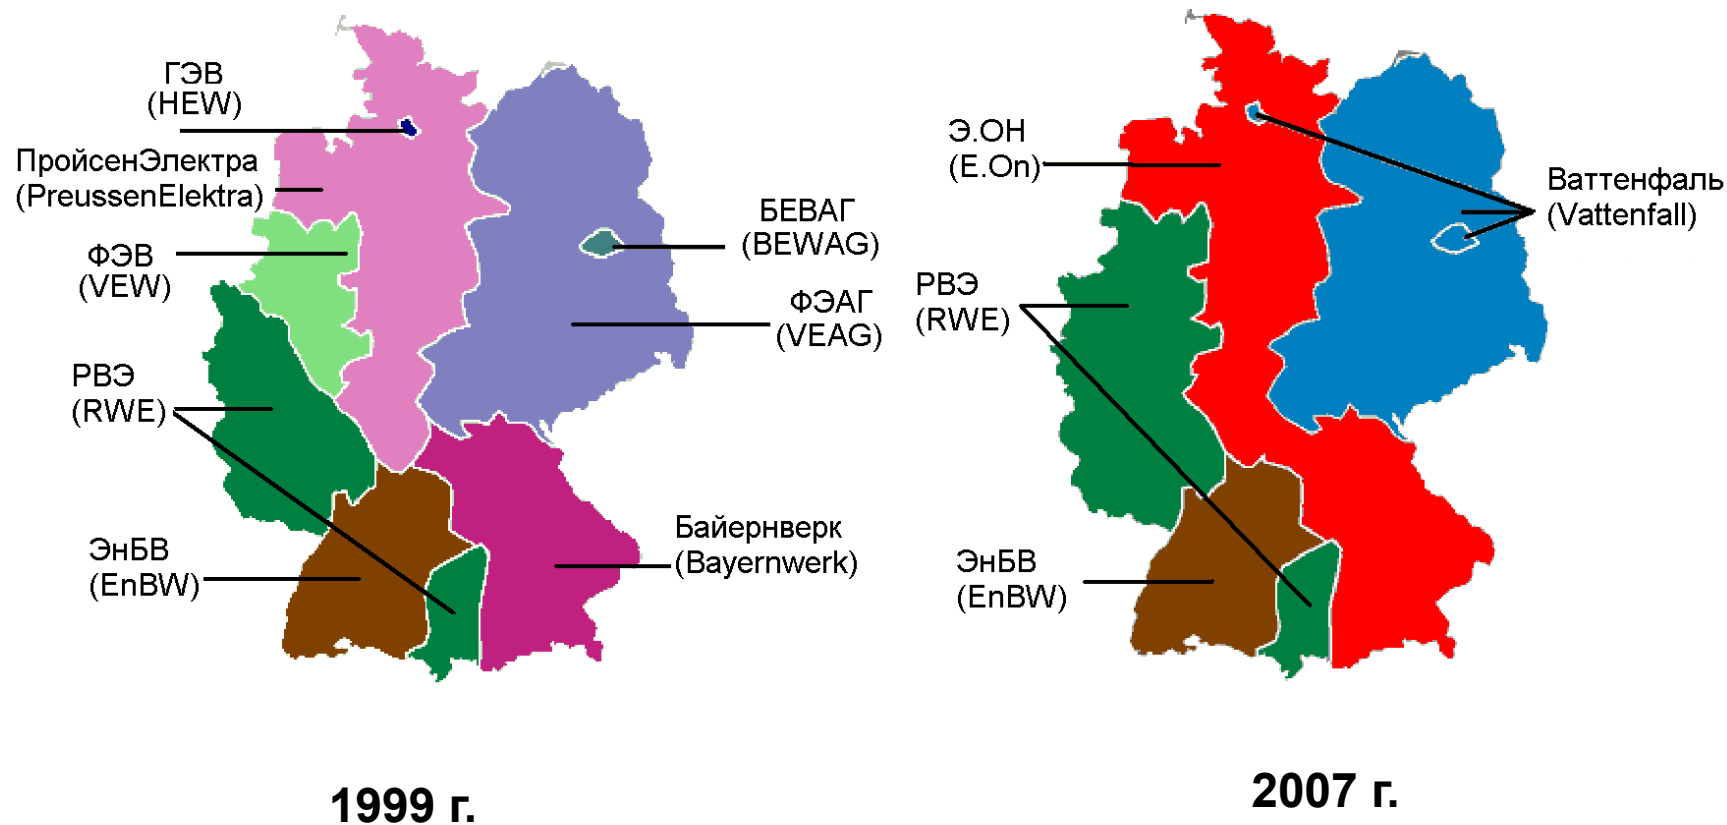 ГЭВ
(HEW)
ПройсенЭлектра
(PreussenElektra)
ФЭВ
(VEW)
РВЭ
(RWE)
ЭнБВ
(EnBW)
БЕВАГ
(BEWAG)
ФЭАГ
(VEAG)
Байернверк
(Bayernwerk)
1999 г.
Э.ОН
(E.On)
РВЭ
(RWE)
ЭнБВ
(EnBW)
Ваттенфаль
(Vattenfall)
2007 г.